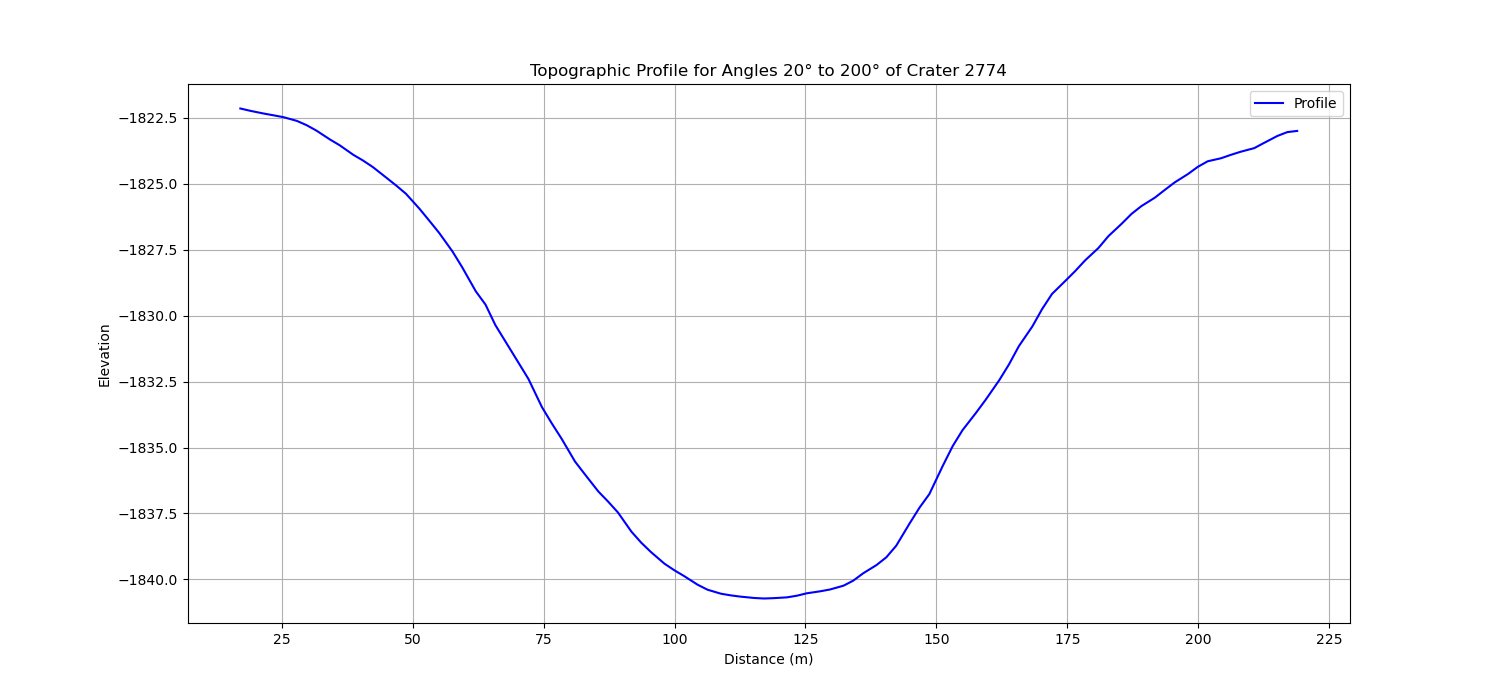 Topographic Profile for Angles 20° to 200° of Crater 2774
Profile
−1822.5
−1825.0
−1827.5
−1830.0
−1832.5
−1835.0
−1837.5
−1840.0
Elevation
25 50 75 100 125 150 175 200 225
Distance (m)